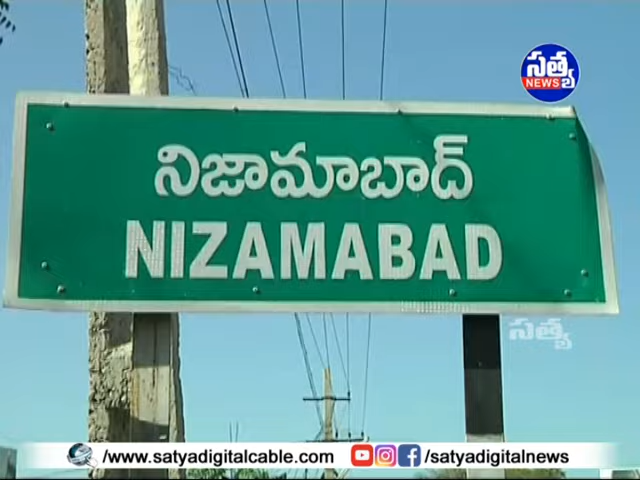 సత్య
NEWS
నిజామాబాద్
NIZAMABAD
సత్య
/www.satyadigitalcable.com/
/satyadigitalnews